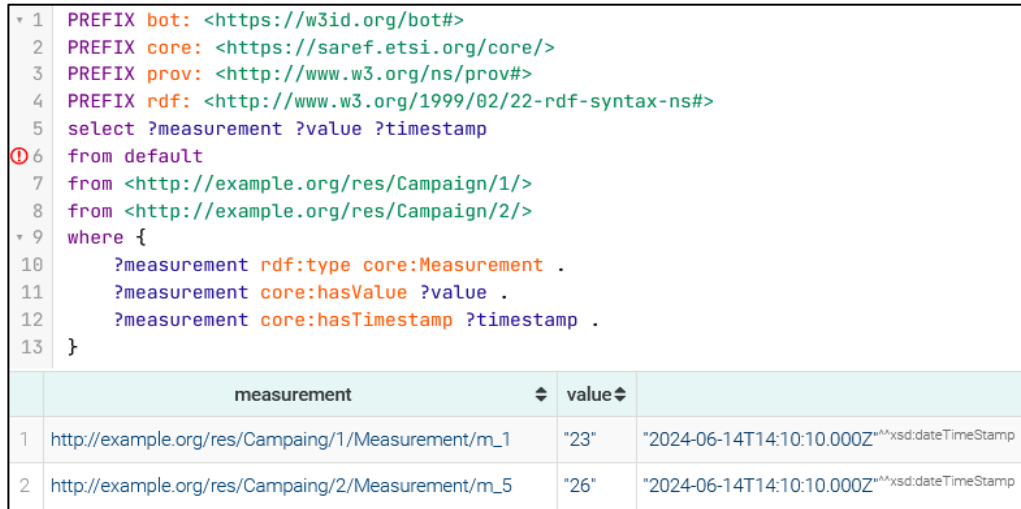 1 PREFIX bot: <https://w3id.org/bot#>
2 PREFIX core: <https://saref.etsi.org/core/>
3 PREFIX prov: <http://www.w3.org/ns/prov#>
4 PREFIX rdf: <http://www.w3.org/1999/02/22-rdf-syntax-ns#>
5 select ?measurement ?value ?timestamp
6 from default
7 from <http://example.org/res/Campaign/1/>
8 from <http://example.org/res/Campaign/2/>
9 where {
10 ?measurement rdf:type core:Measurement .
11 ?measurement core:hasValue ?value .
12 ?measurement core:hasTimestamp ?timestamp .
13 }
measurement value
1 http://example.org/res/Campaing/1/Measurement/m_1 "23" "2024-06-14T14:10:10.000Z"^^xsd:dateTimeStamp
2 http://example.org/res/Campaing/2/Measurement/m_5 "26" "2024-06-14T14:10:10.000Z"^^xsd:dateTimeStamp